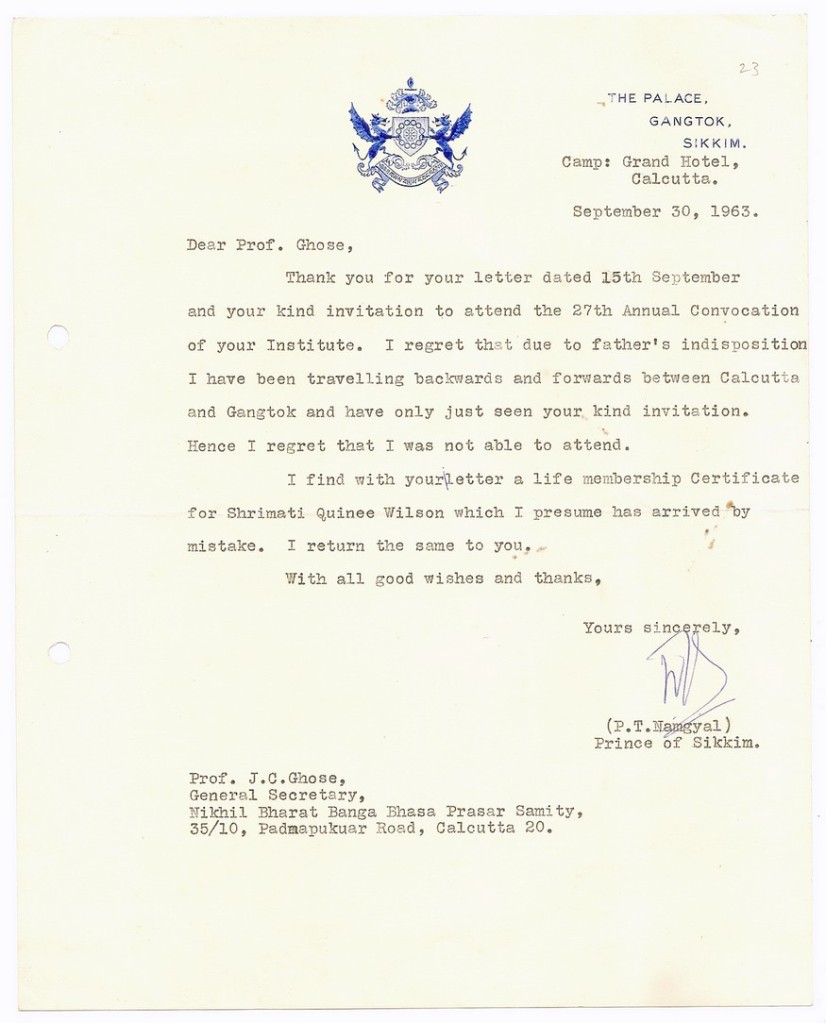 23
THE PALACE,
GANGTOK,
SIKKIM.
Camp: Grand Hotel,
Calcutta.
September 30, 1963.
Dear Prof. Ghose,
Thank you for your letter dated 15th September
and your kind invitation to attend the 27th Annual Convocation
of your Institute. I regret that due to father's indisposition
I have been travelling backwards and forwards between Calcutta
and Gangtok and have only just seen your kind invitation.
Hence I regret that I was not able to attend.
I find with your letter a life membership Certificate
for Shrimati Quinee Wilson which I presume has arrived by
mistake. I return the same to you.
With all good wishes and thanks,
Yours sincerely,
(P.T.Namgyal)
Prince of Sikkim.
Prof. J.C.Ghose,
General Secretary,
Nikhil Bharat Banga Bhasa Prasar Samity,
35/10, Padmapukuar Road, Calcutta 20.